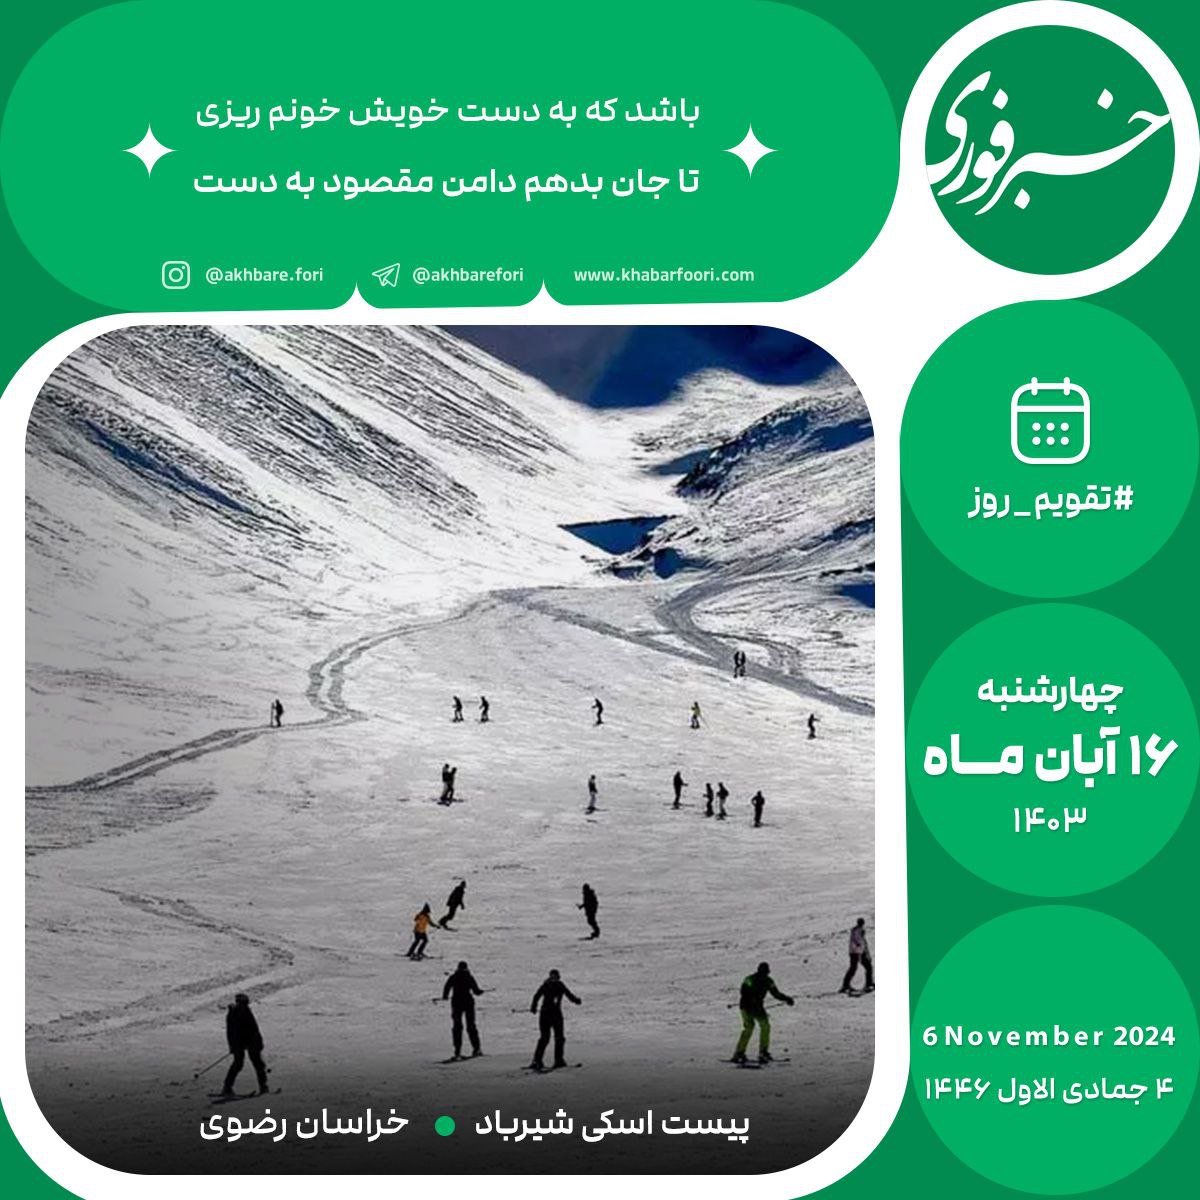 خبرفوری
باشد که به دست خویش خونم ریزی
تا جان بدهم دامن مقصود به دست
@akhbare.fori @akhbarefori www.khabarfoori.com
#تقویم_روز
چهارشنبه
۱۶ آبان مـاه
۱۴۰۳
6 November 2024
۴ جمادی الاول ۱۴۴۶
پیست اسکی شیرباد ● خراسان رضوی